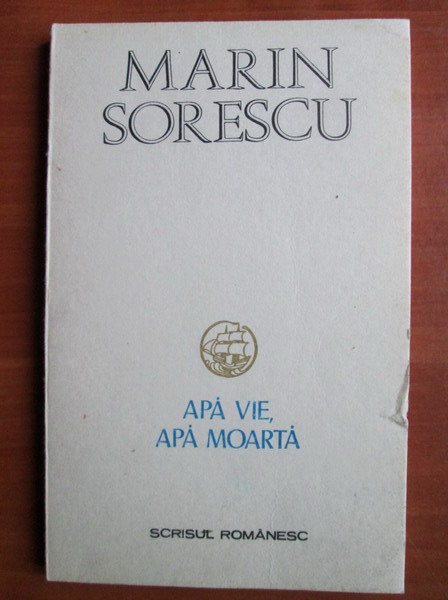 MARIN
SORESCU
APĂ VIE,
APĂ MOARTĂ
SCRISUL ROMÂNESC